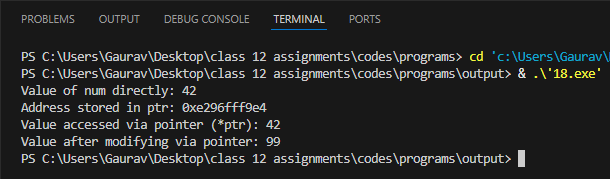 PROBLEMS OUTPUT DEBUG CONSOLE TERMINAL PORTS
PS C:\Users\Gaurav\Desktop\class 12 assignments\codes\programs> cd 'c:\Users\Gaurav\
PS C:\Users\Gaurav\Desktop\class 12 assignments\codes\programs\output> & .\'18.exe'
Value of num directly: 42
Address stored in ptr: 0xe296fff9e4
Value accessed via pointer (*ptr): 42
Value after modifying via pointer: 99
PS C:\Users\Gaurav\Desktop\class 12 assignments\codes\programs\output>